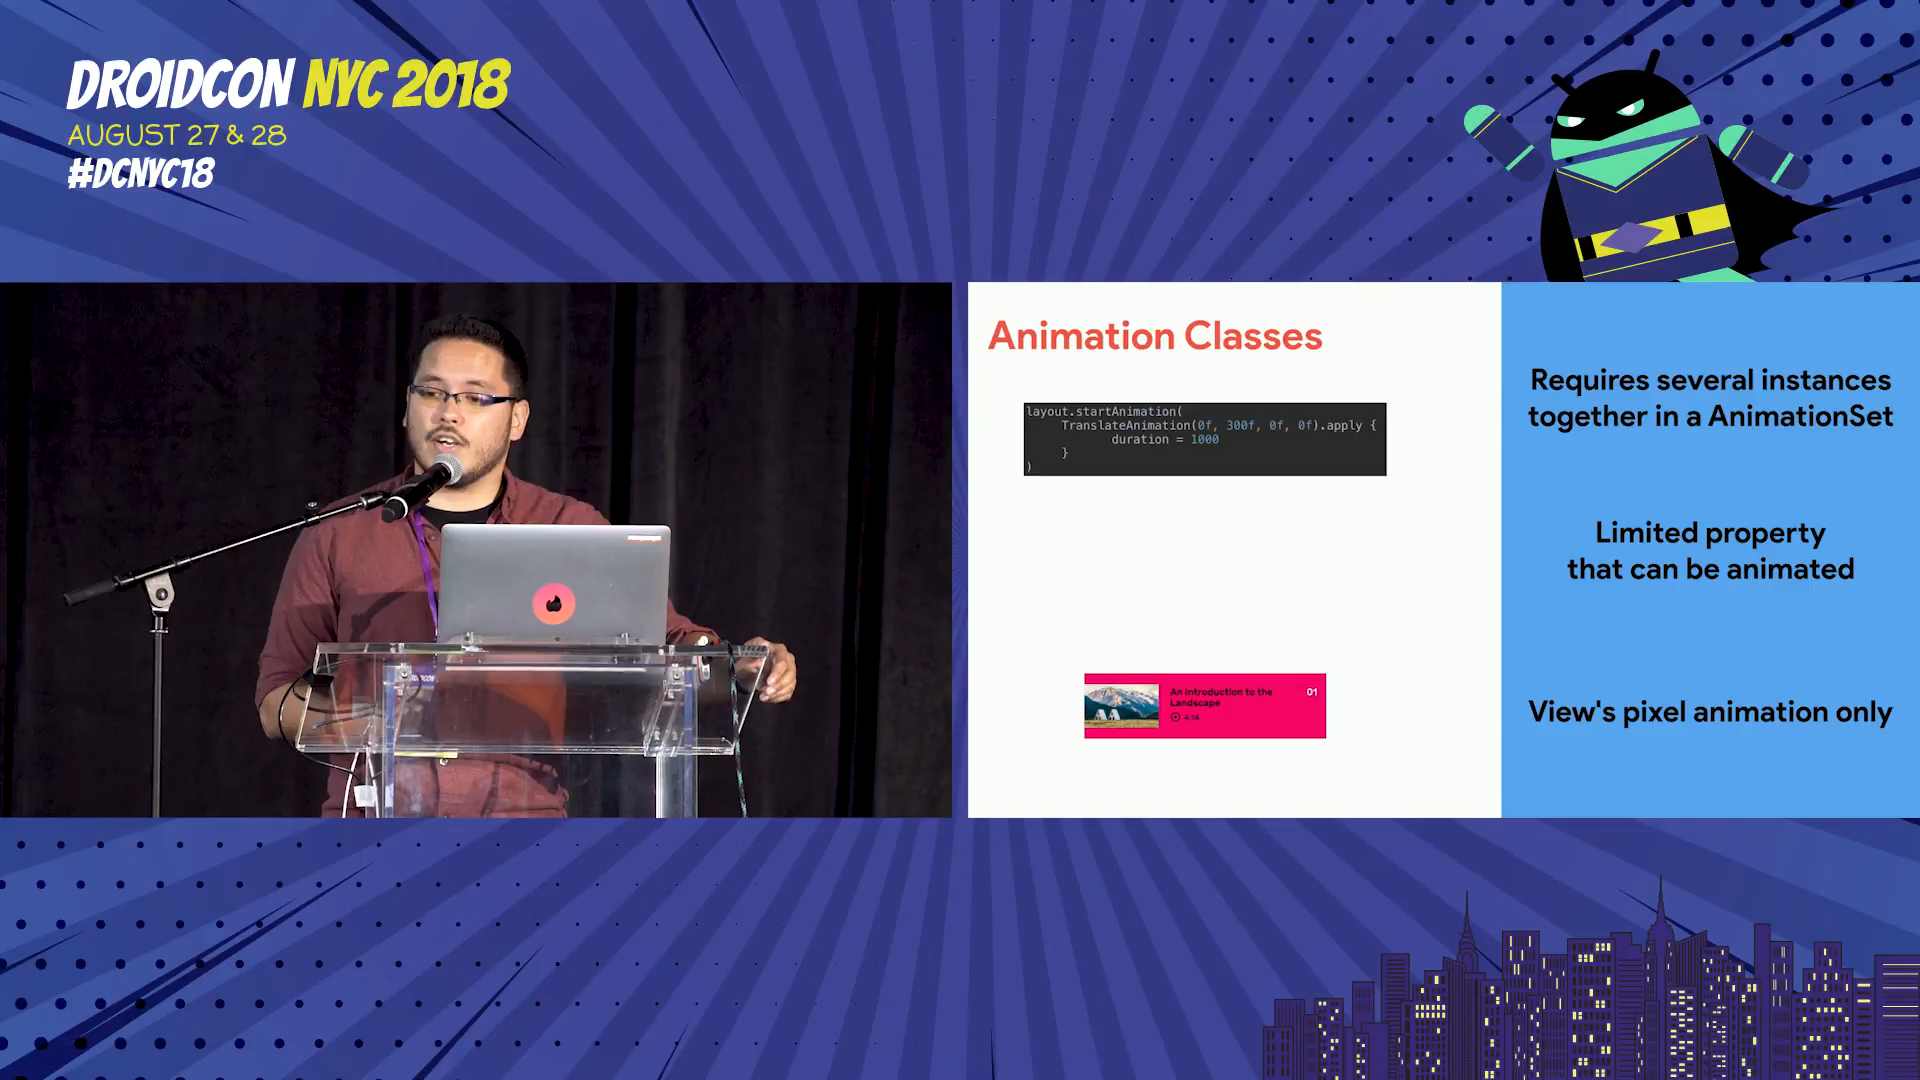 DROIDCON NYC 2018
AUGUST 27 & 28
#DCNYC18
Animation Classes
layout.startAnimation(
TranslateAnimation(0f, 300f, 0f, 0f).apply {
duration = 1000
}
)
An Introduction to the
Landscape
01
4:14
Requires several instances
together in a AnimationSet
Limited property
that can be animated
View's pixel animation only